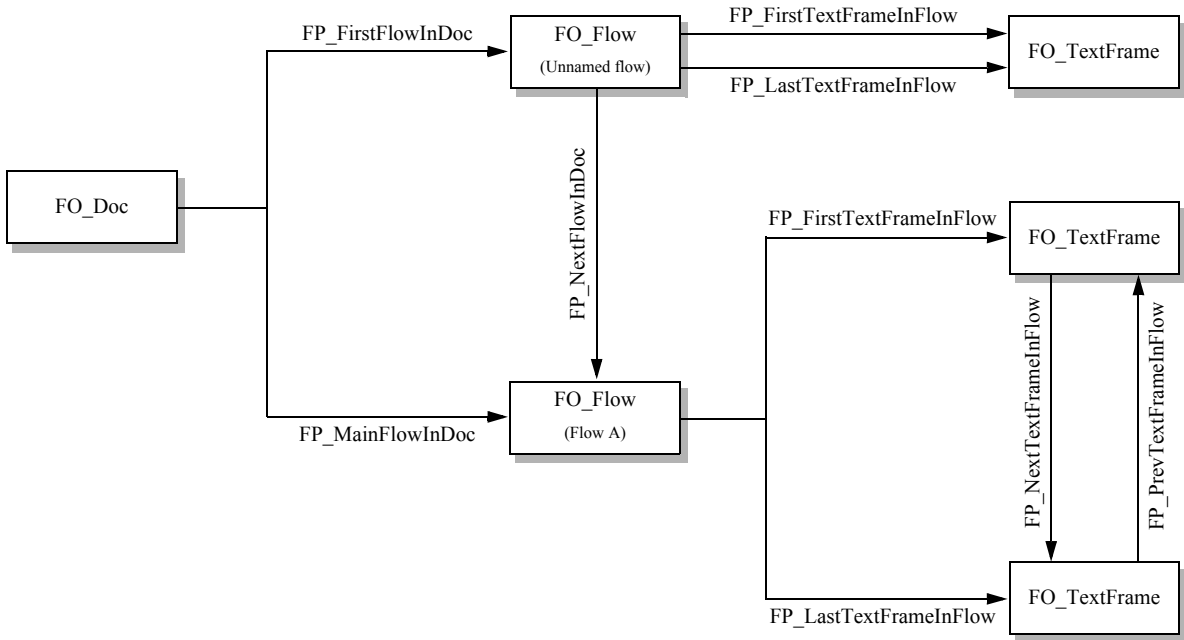 FP_FirstFlowInDoc
FO_Flow
(Unnamed flow)
FP_FirstTextFrameInFlow
FP_LastTextFrameInFlow
FO_TextFrame
FO_Doc
FP_NextFlowInDoc
FP_MainFlowInDoc
FO_Flow
(Flow A)
FP_FirstTextFrameInFlow
FO_TextFrame
FP_NextTextFrameInFlow
FP_PrevTextFrameInFlow
FP_LastTextFrameInFlow
FO_TextFrame